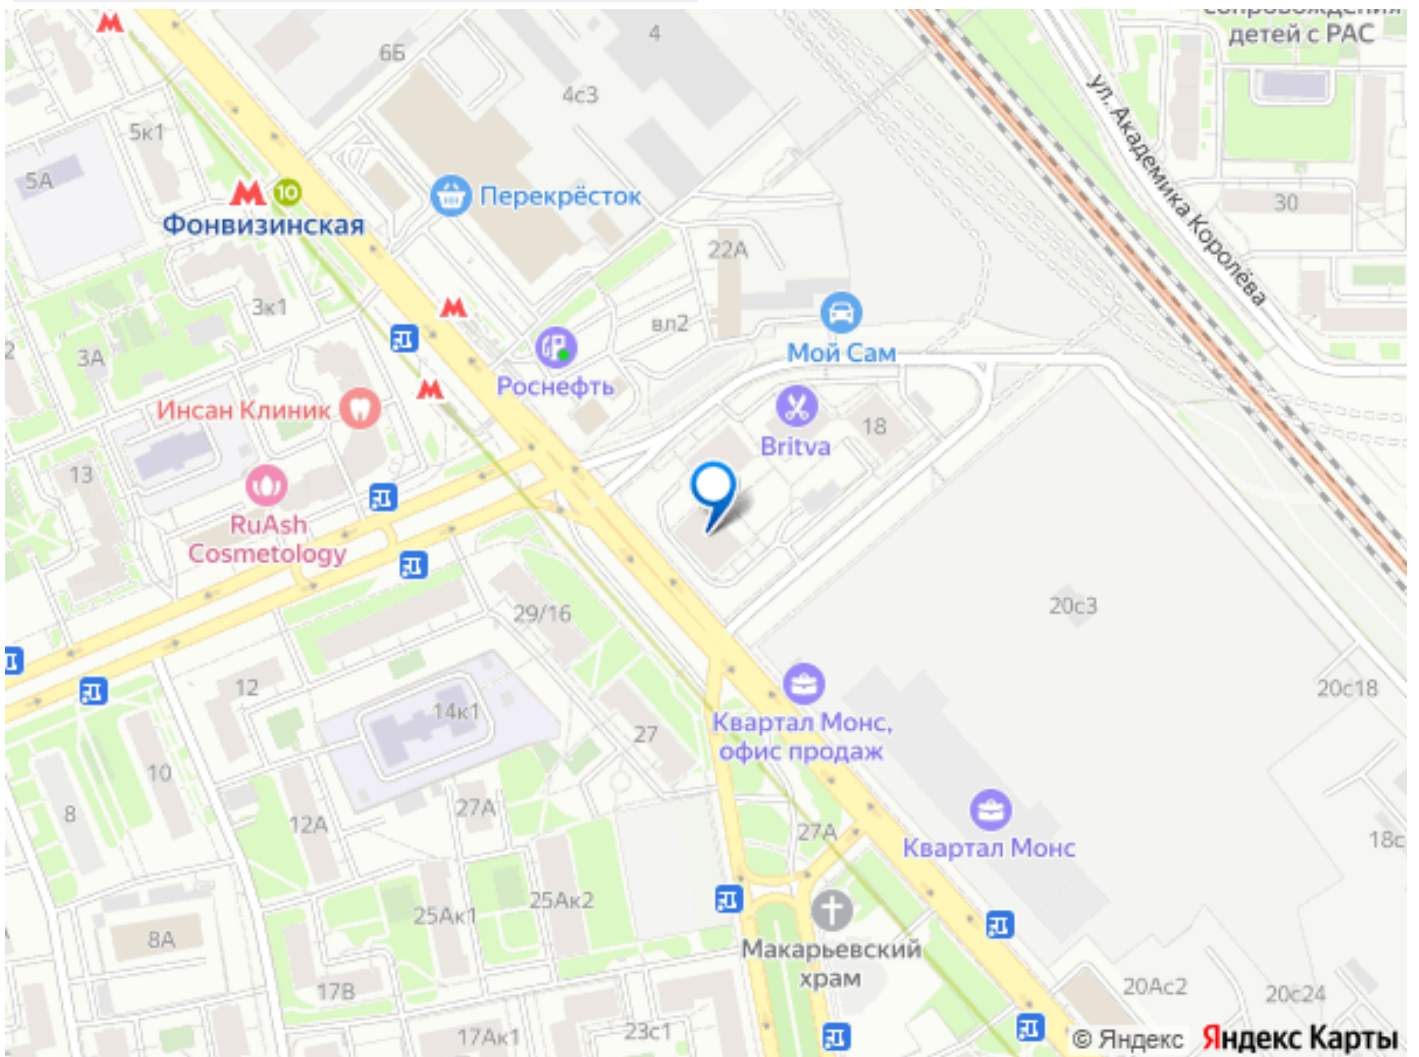 сопровождения
детей с РАС
4
6Б
4с3
5к1
ул. Академика Королёва
5А
10
Фонвизинская
Перекрёсток
30
22А
3к1
вл2
2
3А
Мой Сам
Роснефть
Инсан Клиник
18
Britva
13
RuAsh
Cosmetology
29/16
20с3
12
20с18
14к1
27
Квартал Монс,
офис продаж
10
8
27А
12А
27А
18с
Квартал Монс
25Ак2
25Ак1
8А
Макарьевский
храм
17В
20Ас2
20с24
23с1
17Ак1
© Яндекс Яндекс Карты